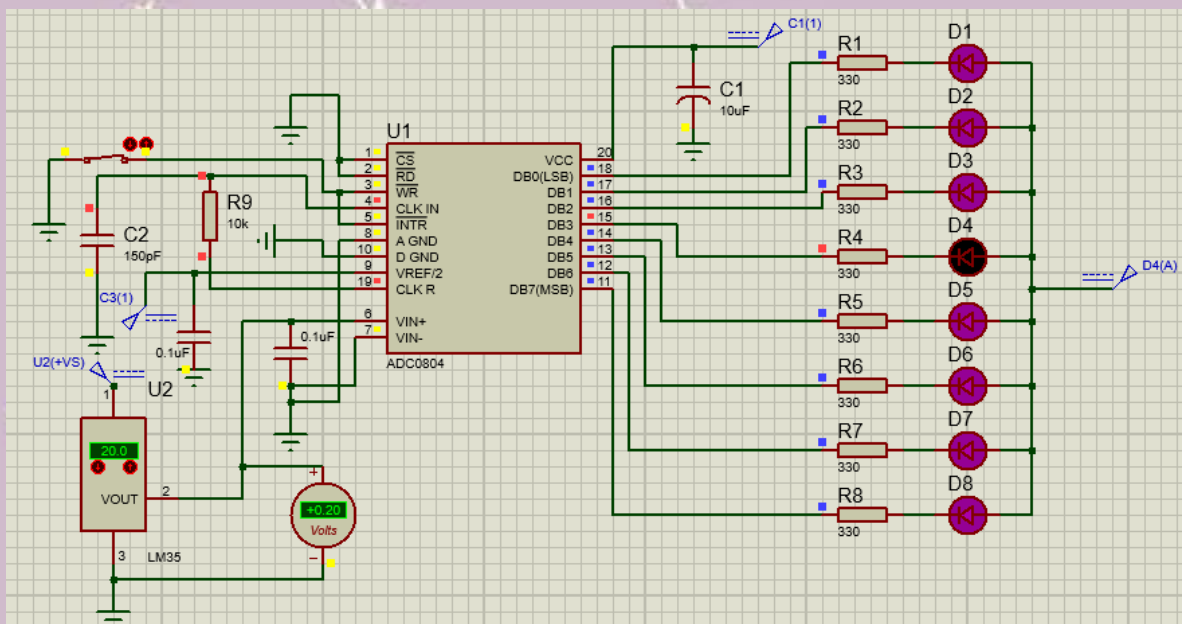 C1(1)
C1
10uF
R1
330
D1
R2
330
D2
R3
330
D3
R4
330
D4
R5
330
D5
R6
330
D6
R7
330
D7
R8
330
D8
D4(A)
U1
1 CS VCC 20
2 RD DB0(LSB) 18
3 WR DB1 17
4 CLK IN DB2 16
5 INTR DB3 15
8 A GND DB4 14
10 D GND DB5 13
9 VREF/2 DB6 12
19 CLK R DB7(MSB) 11
6 VIN+
7 VIN-
ADC0804
R9
10k
C2
150pF
C3(1)
0.1uF
0.1uF
U2(+VS)
U2
1
20.0
VOUT 2
3
LM35
+
+0.20
Volts
−